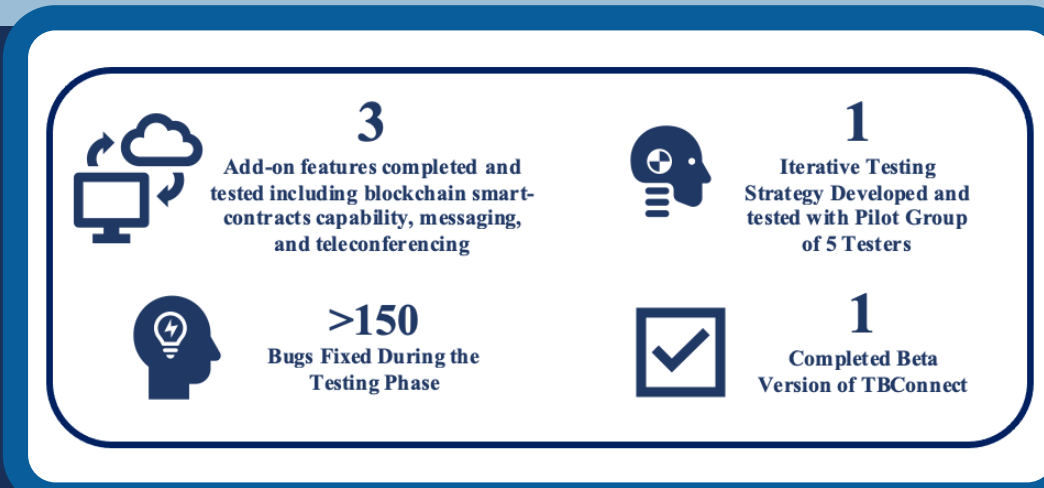 3
Add-on features completed and
tested including blockchain smart-
contracts capability, messaging,
and teleconferencing
1
Iterative Testing
Strategy Developed and
tested with Pilot Group
of 5 Testers
>150
Bugs Fixed During the
Testing Phase
1
Completed Beta
Version of TBConnect